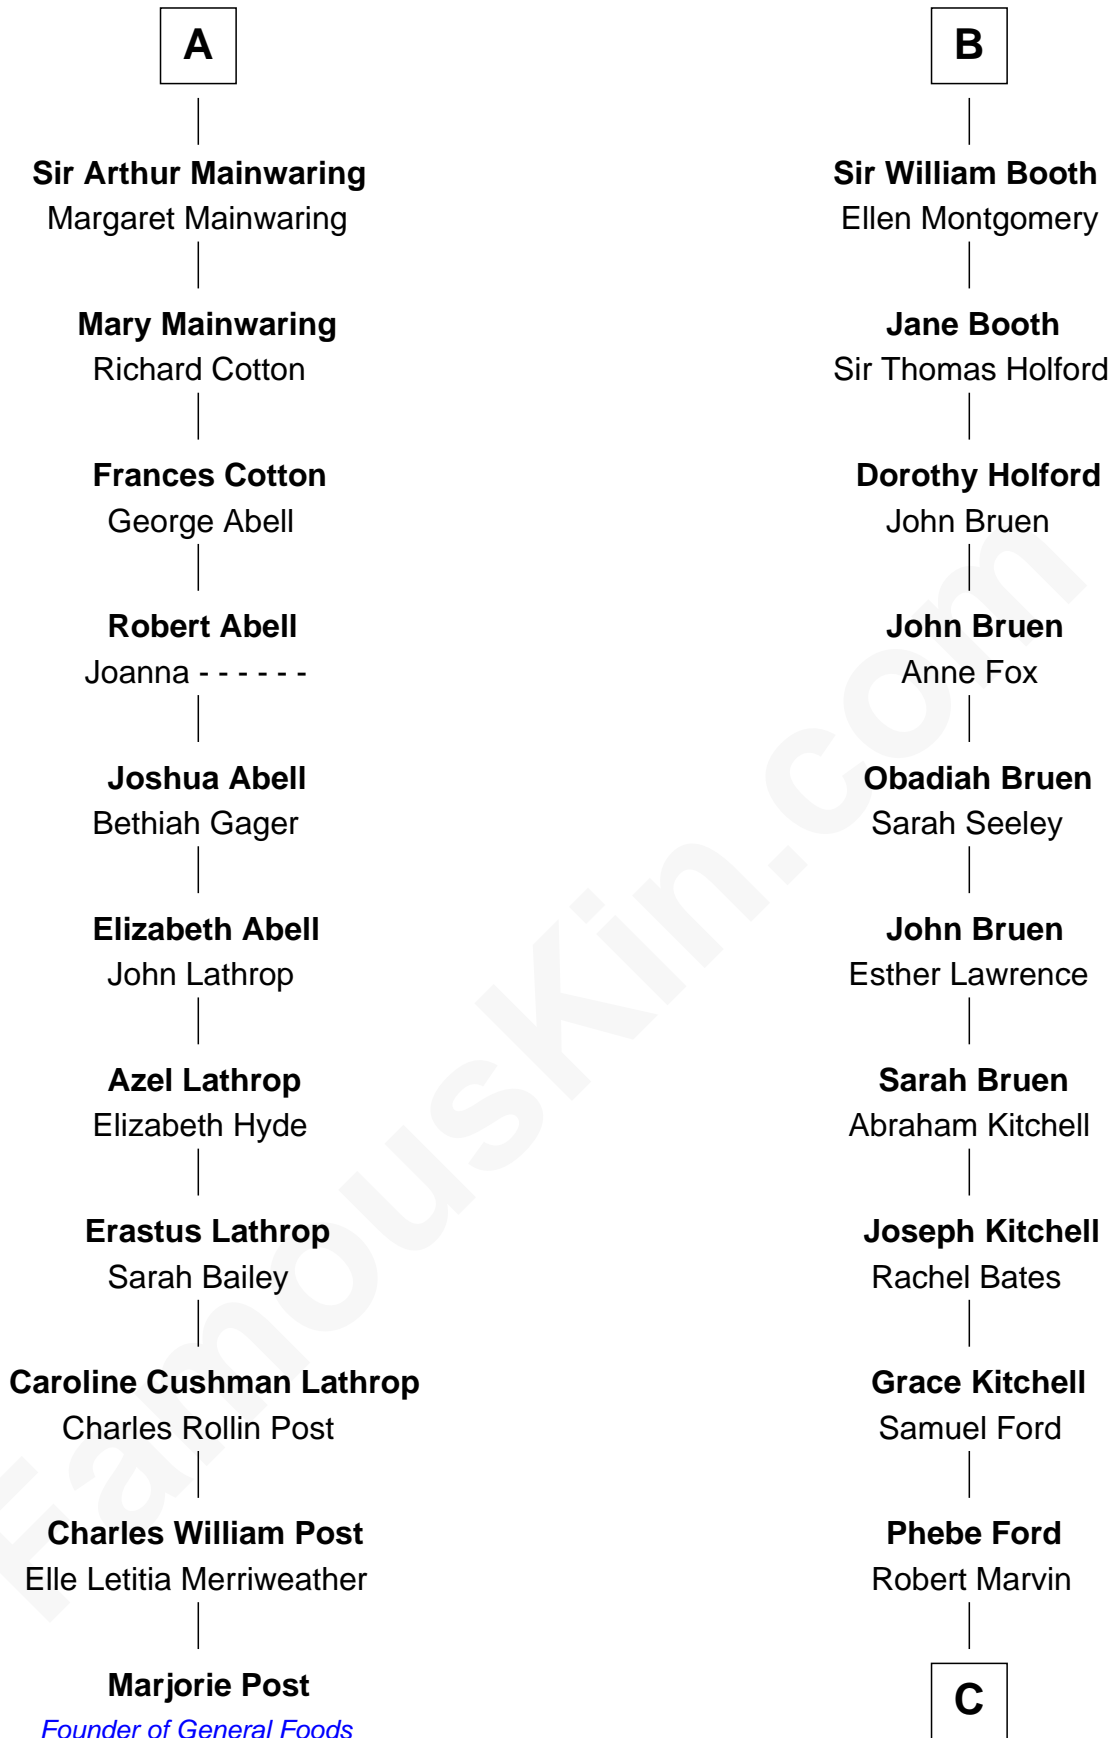 A
Sir Arthur Mainwaring
Margaret Mainwaring
Mary Mainwaring
Richard Cotton
Frances Cotton
George Abell
Robert Abell
Joanna - - - - - -
Joshua Abell
Bethiah Gager
Elizabeth Abell
John Lathrop
Azel Lathrop
Elizabeth Hyde
Erastus Lathrop
Sarah Bailey
Caroline Cushman Lathrop
Charles Rollin Post
Charles William Post
Elle Letitia Merriweather
Marjorie Post
Founder of General Foods
B
Sir William Booth
Ellen Montgomery
Jane Booth
Sir Thomas Holford
Dorothy Holford
John Bruen
John Bruen
Anne Fox
Obadiah Bruen
Sarah Seeley
John Bruen
Esther Lawrence
Sarah Bruen
Abraham Kitchell
Joseph Kitchell
Rachel Bates
Grace Kitchell
Samuel Ford
Phebe Ford
Robert Marvin
C
FamousKin.com